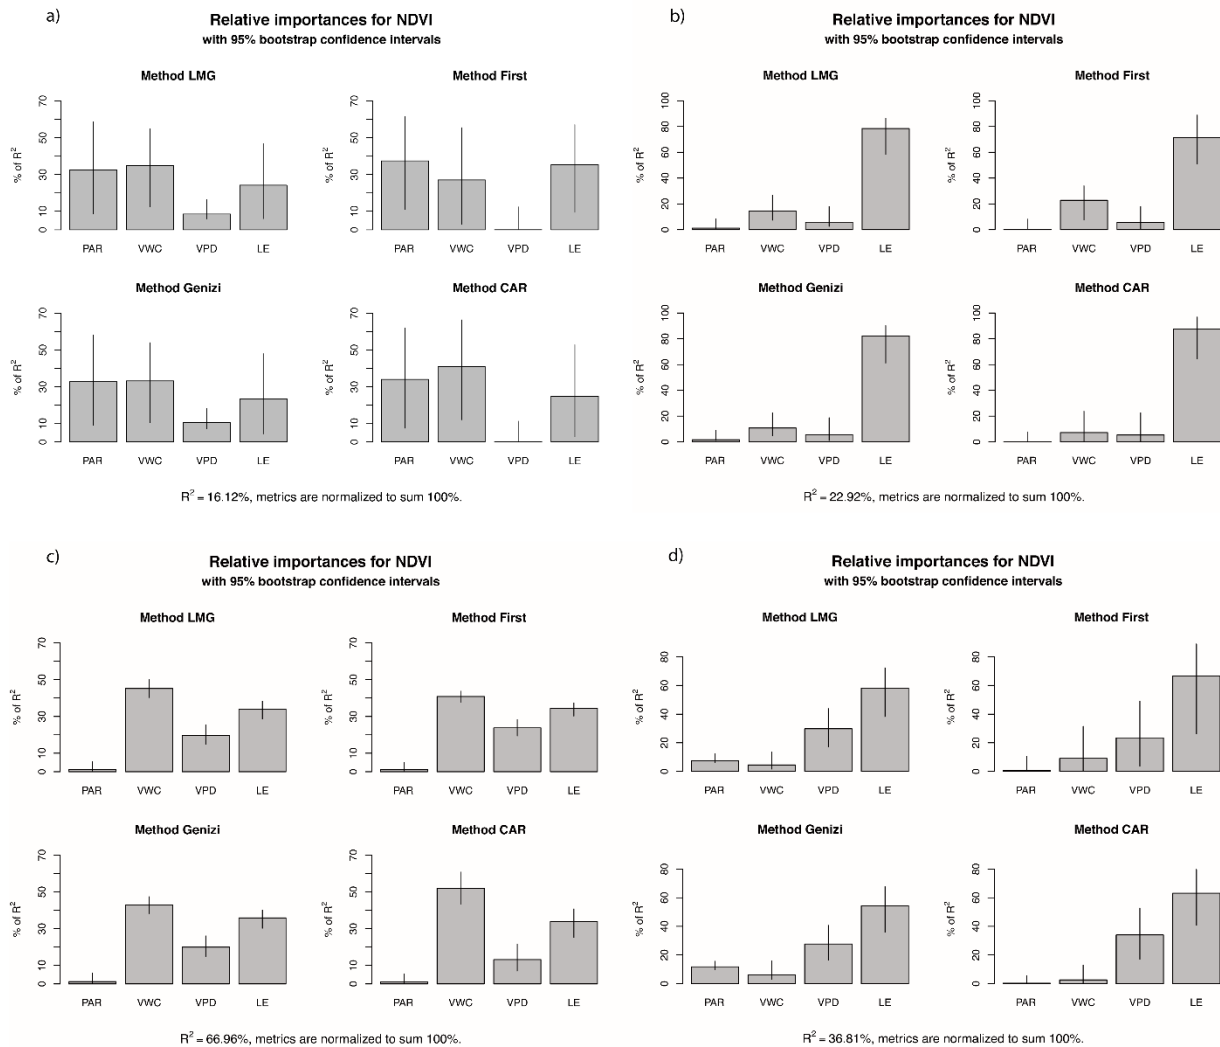 a)
Relative importances for NDVI
with 95% bootstrap confidence intervals
Method LMG
% of R²
0 10 30 50 70
PAR VWC VPD LE
Method First
% of R²
0 10 30 50 70
PAR VWC VPD LE
Method Genizi
% of R²
0 10 30 50 70
PAR VWC VPD LE
Method CAR
% of R²
0 10 30 50 70
PAR VWC VPD LE
R² = 16.12%, metrics are normalized to sum 100%.
b)
Relative importances for NDVI
with 95% bootstrap confidence intervals
Method LMG
% of R²
0 20 40 60 80 100
PAR VWC VPD LE
Method First
% of R²
0 20 40 60 80 100
PAR VWC VPD LE
Method Genizi
% of R²
0 20 40 60 80 100
PAR VWC VPD LE
Method CAR
% of R²
0 20 40 60 80 100
PAR VWC VPD LE
R² = 22.92%, metrics are normalized to sum 100%.
c)
Relative importances for NDVI
with 95% bootstrap confidence intervals
Method LMG
% of R²
0 10 30 50 70
PAR VWC VPD LE
Method First
% of R²
0 10 30 50 70
PAR VWC VPD LE
Method Genizi
% of R²
0 10 30 50 70
PAR VWC VPD LE
Method CAR
% of R²
0 10 30 50 70
PAR VWC VPD LE
R² = 66.96%, metrics are normalized to sum 100%.
d)
Relative importances for NDVI
with 95% bootstrap confidence intervals
Method LMG
% of R²
0 20 40 60 80
PAR VWC VPD LE
Method First
% of R²
0 20 40 60 80
PAR VWC VPD LE
Method Genizi
% of R²
0 20 40 60 80
PAR VWC VPD LE
Method CAR
% of R²
0 20 40 60 80
PAR VWC VPD LE
R² = 36.81%, metrics are normalized to sum 100%.